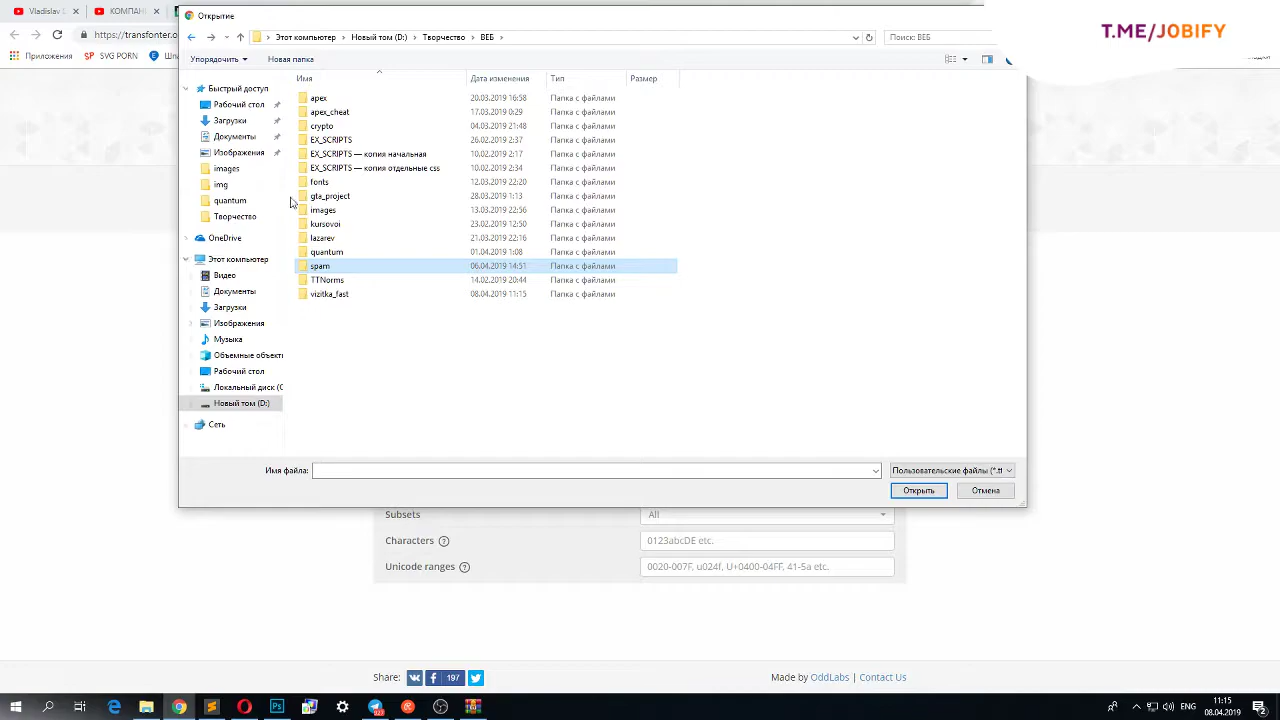 Vladislav
КОМПАНИ
Открытие
T.ME/JOBIFY
https://transfonter.o
Этот компьютер > Новый том (D:) > Творчество > ВЕБ >
Поиск: ВЕБ
Приложения
SVG PORN
Упорядочить
Новая папка
Имя
Дата изменения
Тип
Размер
Быстрый доступ
Рабочий стол
Загрузки
Документы
Изображения
images
img
quantum
Творчество
OneDrive
Этот компьютер
Видео
Документы
Загрузки
Изображения
Музыка
Объемные объект
Рабочий стол
Локальный диск (C
Новый том (D:)
Сеть
apex 20.03.2019 16:58 Папка с файлами
apex_cheat 17.03.2019 0:29 Папка с файлами
crypto 04.03.2019 21:48 Папка с файлами
EX_SCRIPTS 26.02.2019 2:37 Папка с файлами
EX_SCRIPTS — копия начальная 10.02.2019 2:17 Папка с файлами
EX_SCRIPTS — копия отдельные css 10.02.2019 2:34 Папка с файлами
fonts 12.03.2019 22:20 Папка с файлами
gta_project 28.03.2019 1:13 Папка с файлами
images 13.03.2019 22:56 Папка с файлами
kursovoi 23.02.2019 12:50 Папка с файлами
lazarev 21.03.2019 22:16 Папка с файлами
quantum 01.04.2019 1:08 Папка с файлами
spam 06.04.2019 14:51 Папка с файлами
TTNorms 14.02.2019 20:44 Папка с файлами
vizitka_fast 08.04.2019 11:15 Папка с файлами
Имя файла:
Пользовательские файлы (*.tt
Открыть
Отмена
Subsets
All
Characters ?
0123abcDE etc.
Unicode ranges ?
0020-007F, u024f, U+0400-04FF, 41-5a etc.
Share:
197
Made by OddLabs | Contact Us
ENG
11:15
08.04.2019
2